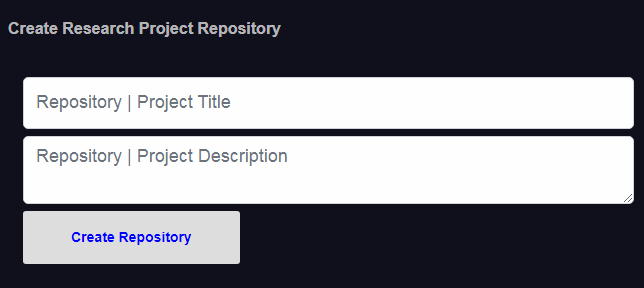 Create Research Project Repository
Repository | Project Title
Repository | Project Description
Create Repository